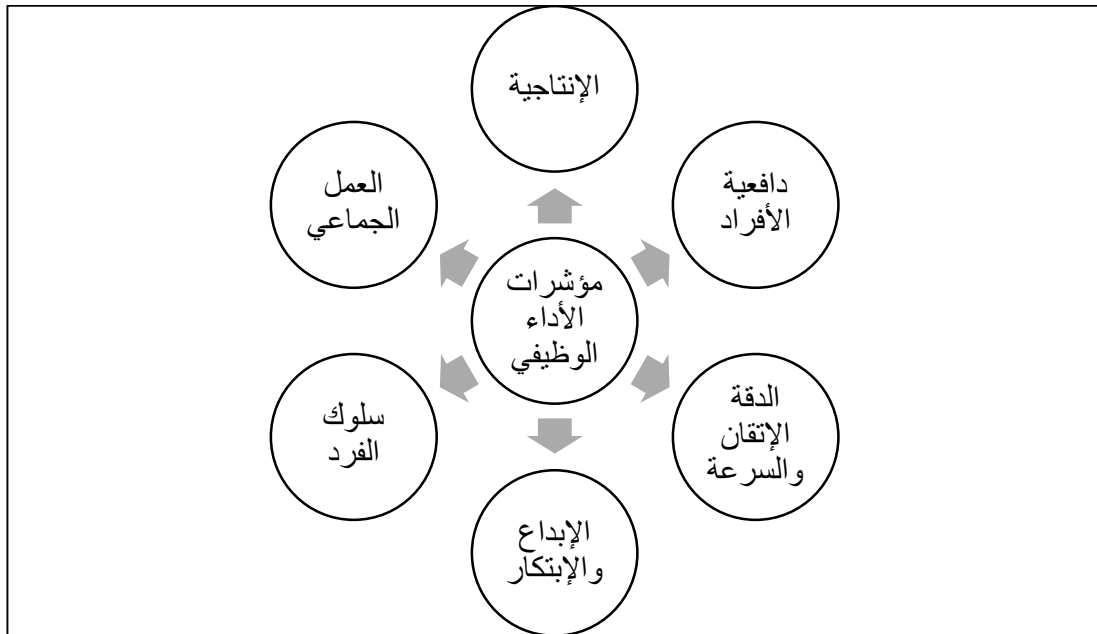 الإنتاجية
دافعية
الأفراد
العمل
الجماعي
مؤشرات
الأداء
الوظيفي
الدقة
الإتقان
والسرعة
سلوك
الفرد
الإبداع
والإبتكار